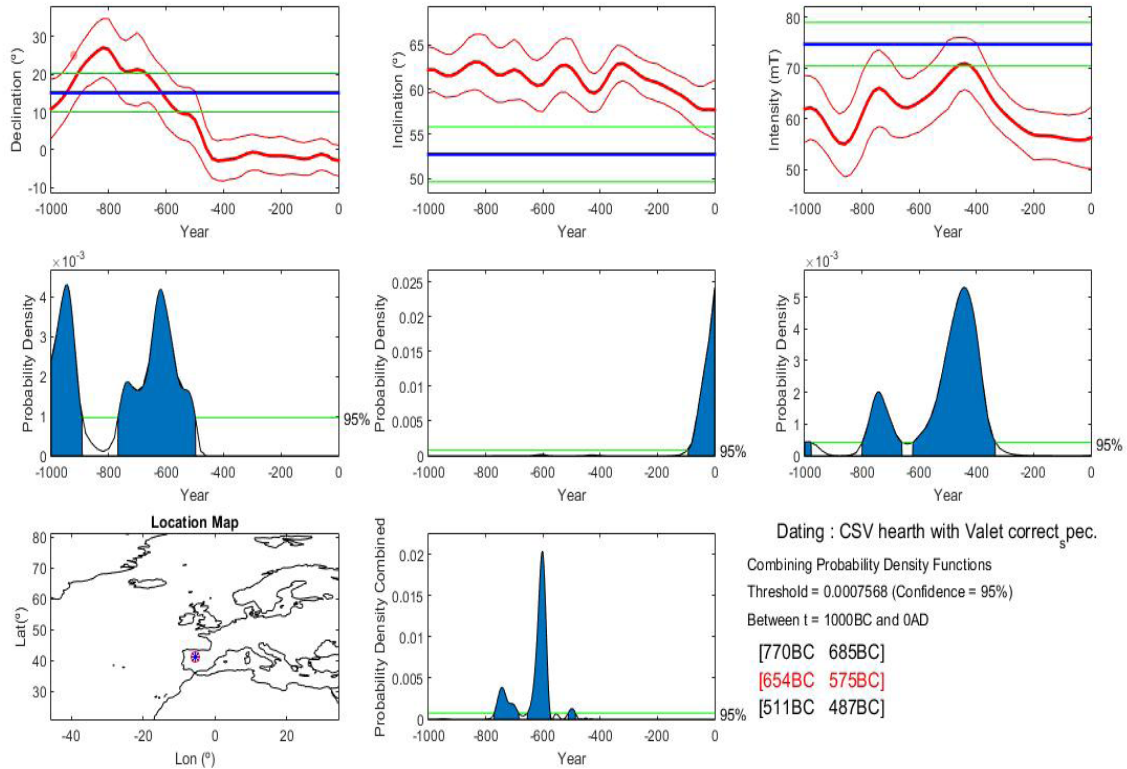 Declination (º)
30
20
10
0
-10
-1000 -800 -600 -400 -200 0
Year
Inclination (º)
65
60
55
50
-1000 -800 -600 -400 -200 0
Year
Intensity (mT)
80
70
60
50
-1000 -800 -600 -400 -200 0
Year
×10⁻³
Probability Density
4
3
2
1
0
95%
-1000 -800 -600 -400 -200 0
Year
Probability Density
0.025
0.02
0.015
0.01
0.005
0
95%
-1000 -800 -600 -400 -200 0
Year
×10⁻³
Probability Density
5
4
3
2
1
0
95%
-1000 -800 -600 -400 -200 0
Year
Location Map
Lat(º)
80
70
60
50
40
30
-40 -20 0 20
Lon (º)
Probability Density Combined
0.02
0.015
0.01
0.005
0
95%
-1000 -800 -600 -400 -200 0
Year
Dating : CSV hearth with Valet correctₛpec.
Combining Probability Density Functions
Threshold = 0.0007568 (Confidence = 95%)
Between t = 1000BC and 0AD
[770BC 685BC]
[654BC 575BC]
[511BC 487BC]